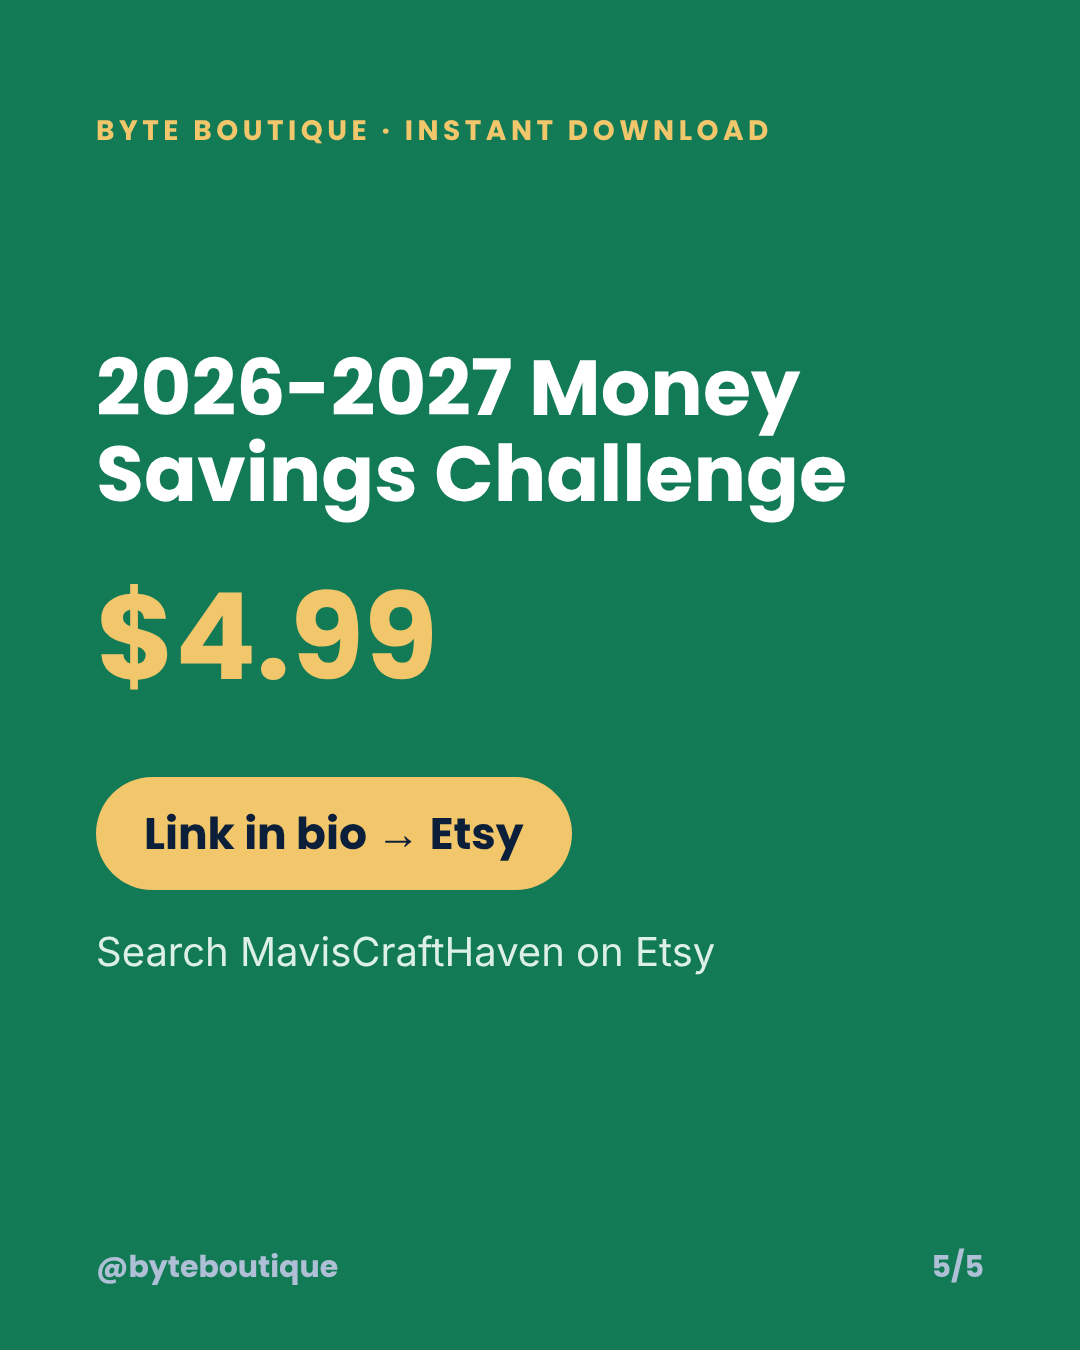 BYTE BOUTIQUE · INSTANT DOWNLOAD
2026–2027 Money
Savings Challenge
$4.99
Link in bio → Etsy
Search MavisCraftHaven on Etsy
@byteboutique
5/5